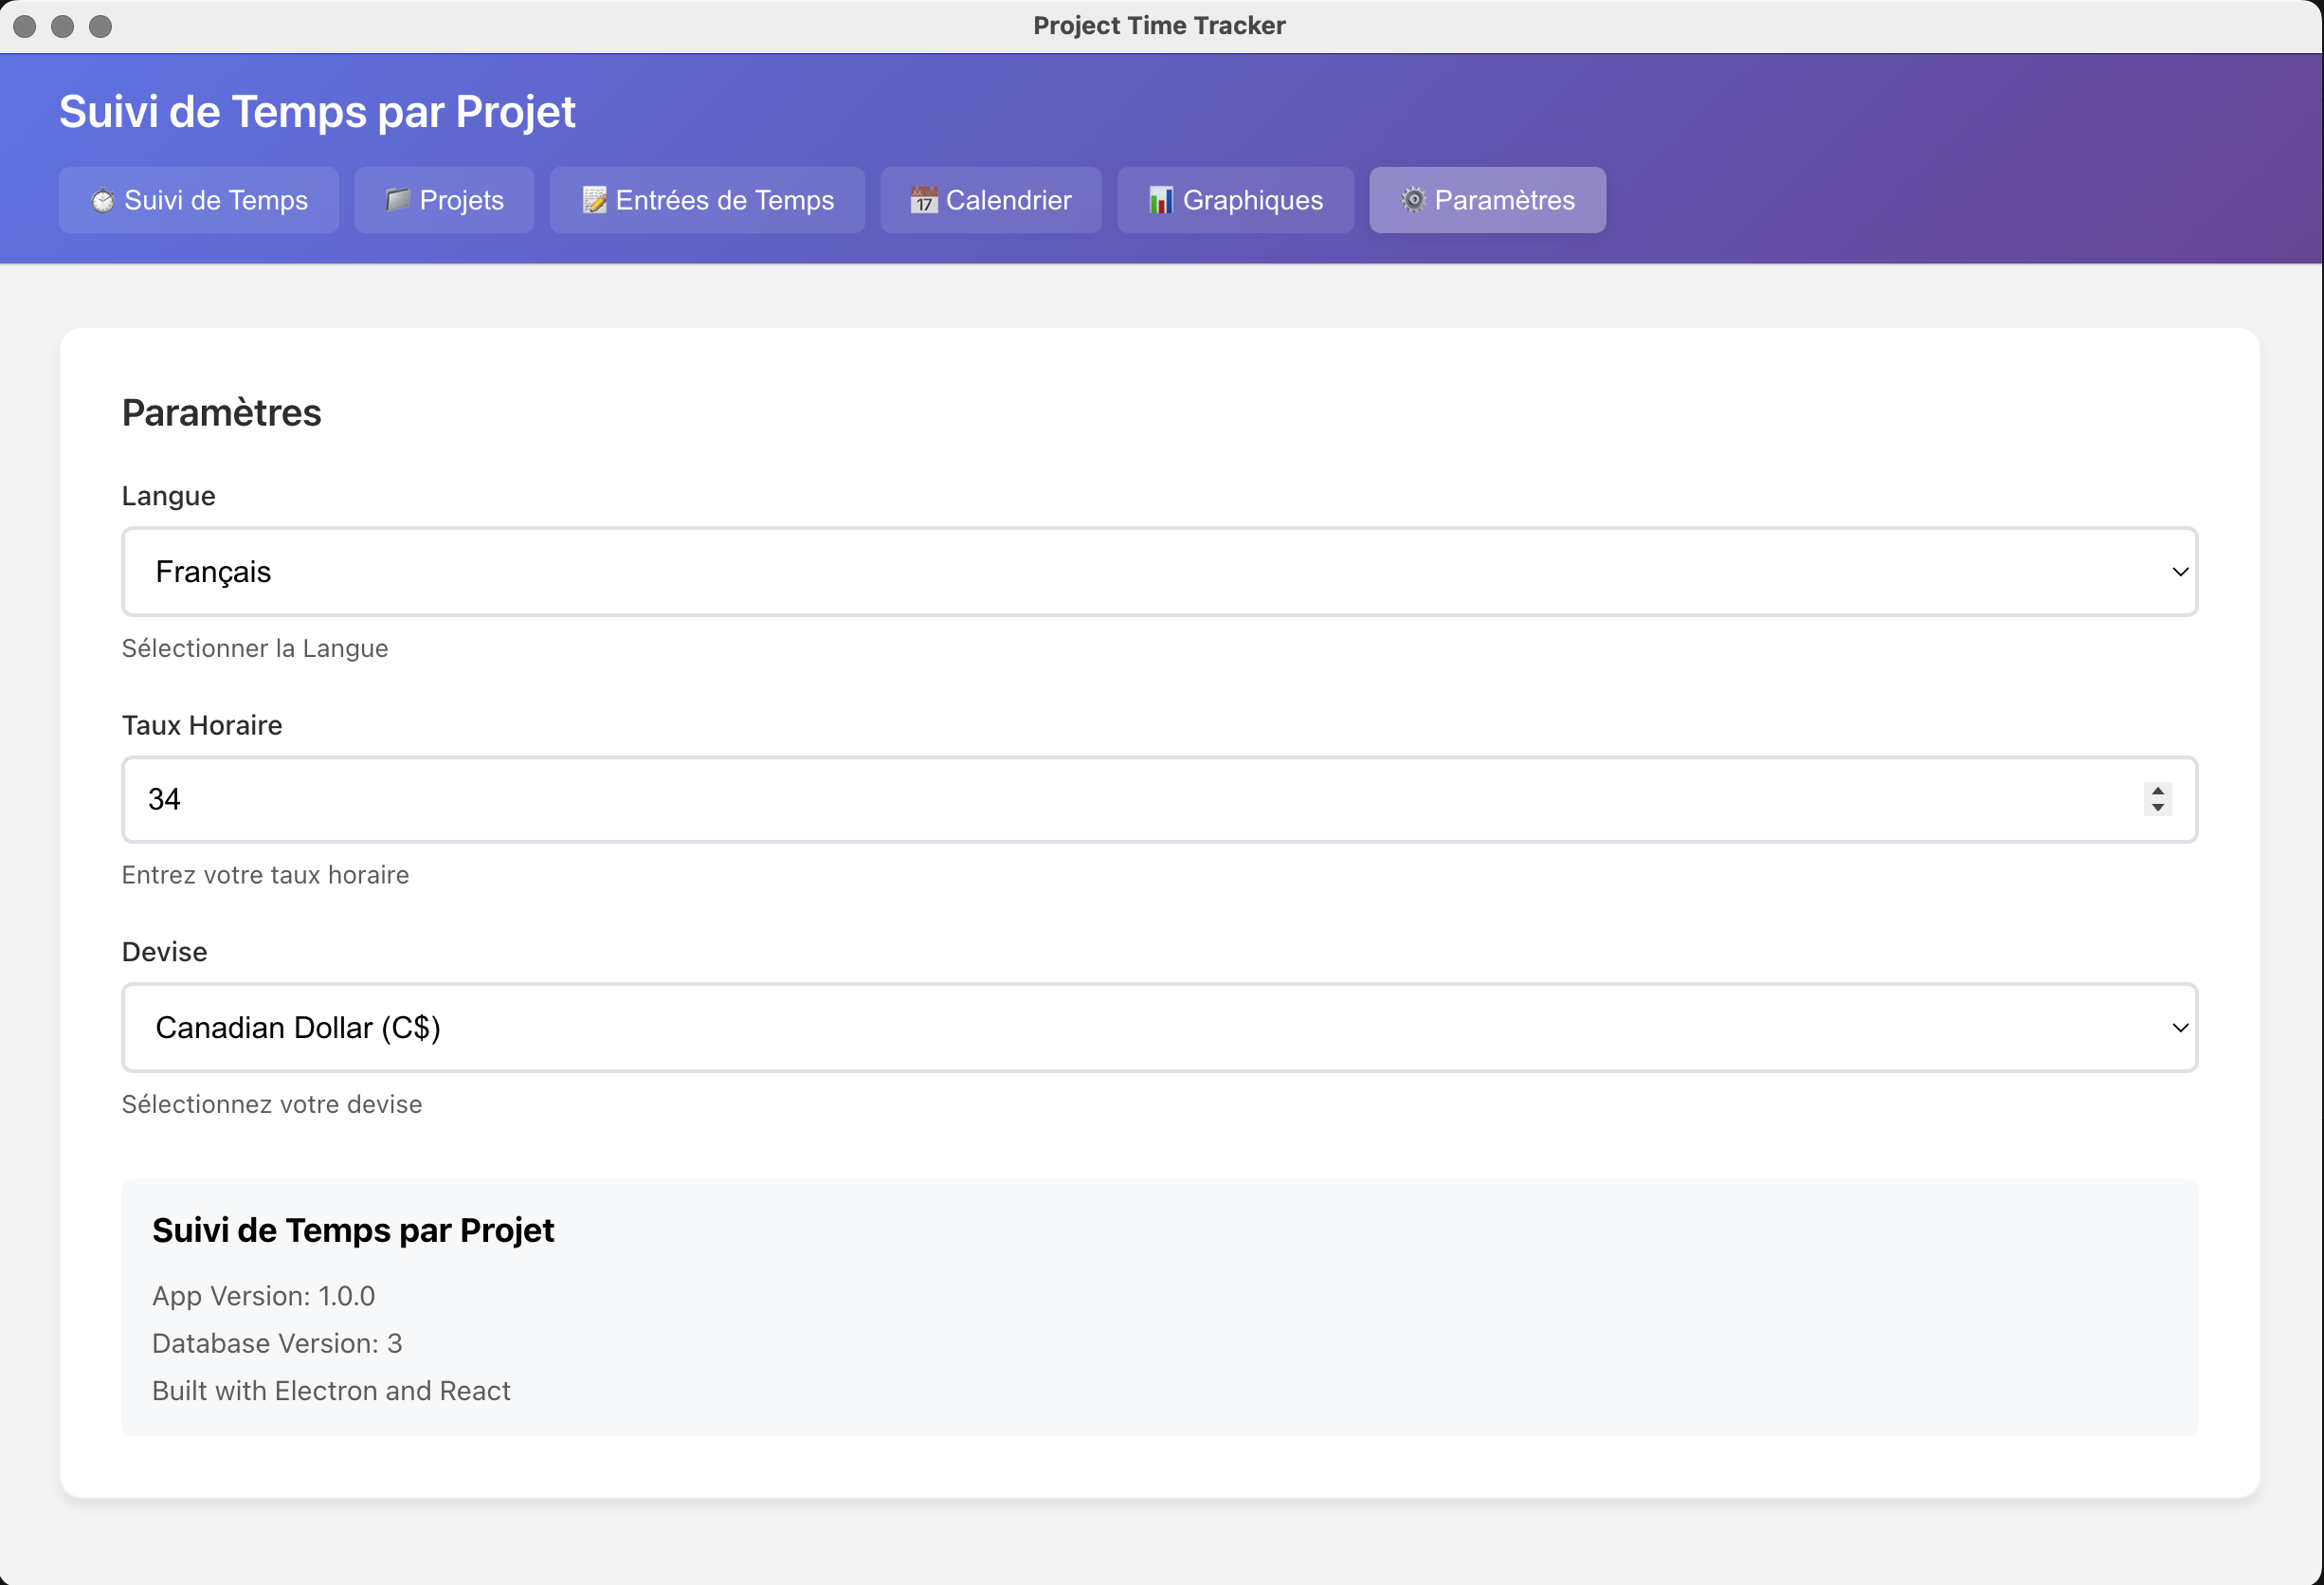 Project Time Tracker
Suivi de Temps par Projet
Suivi de Temps
Projets
Entrées de Temps
17 Calendrier
Graphiques
Paramètres
Paramètres
Langue
Français
Sélectionner la Langue
Taux Horaire
34
Entrez votre taux horaire
Devise
Canadian Dollar (C$)
Sélectionnez votre devise
Suivi de Temps par Projet
App Version: 1.0.0
Database Version: 3
Built with Electron and React